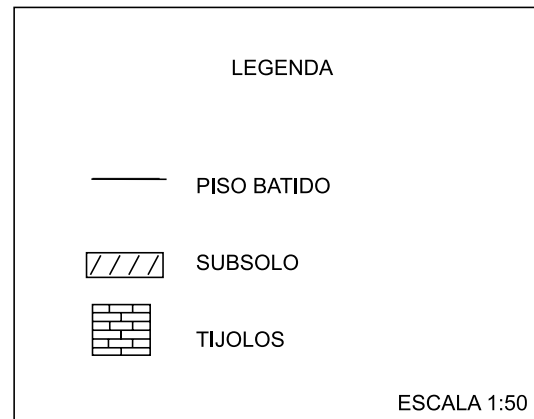 LEGENDA
PISO BATIDO
SUBSOLO
TIJOLOS
ESCALA 1:50